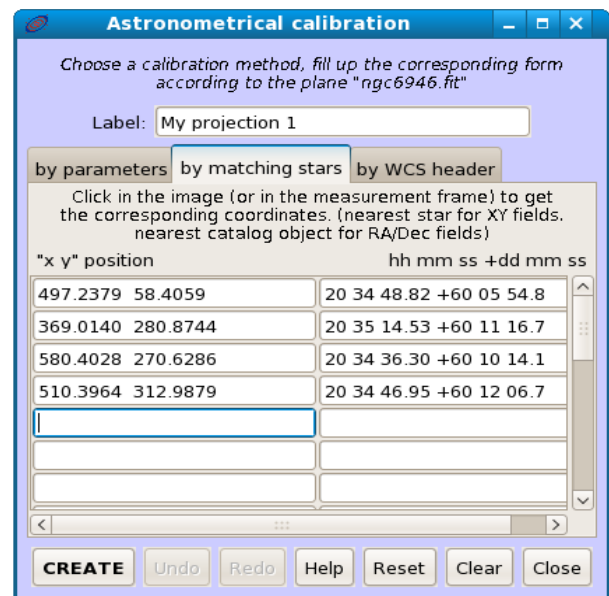 Astronometrical calibration
Choose a calibration method, fill up the corresponding form
according to the plane "ngc6946.fit"
Label: My projection 1
by parameters by matching stars by WCS header
Click in the image (or in the measurement frame) to get
the corresponding coordinates. (nearest star for XY fields.
nearest catalog object for RA/Dec fields)
"x y" position hh mm ss +dd mm ss
497.2379 58.4059 20 34 48.82 +60 05 54.8
369.0140 280.8744 20 35 14.53 +60 11 16.7
580.4028 270.6286 20 34 36.30 +60 10 14.1
510.3964 312.9879 20 34 46.95 +60 12 06.7
CREATE Undo Redo Help Reset Clear Close